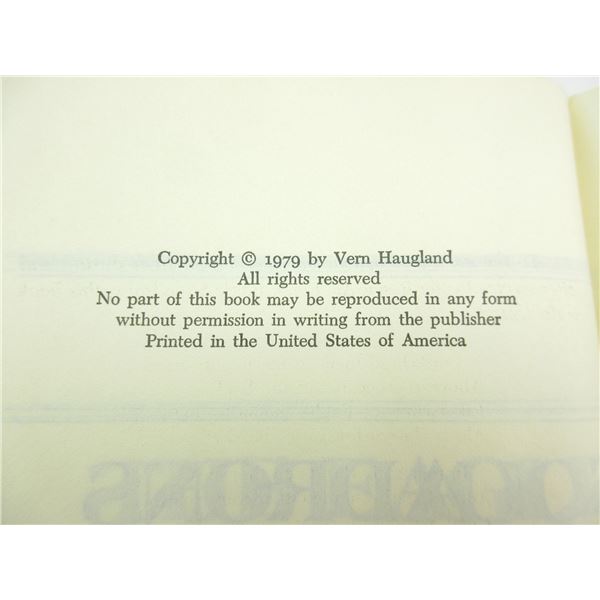 Copyright © 1979 by Vern Haugland
All rights reserved
No part of this book may be reproduced in any form
without permission in writing from the publisher
Printed in the United States of America